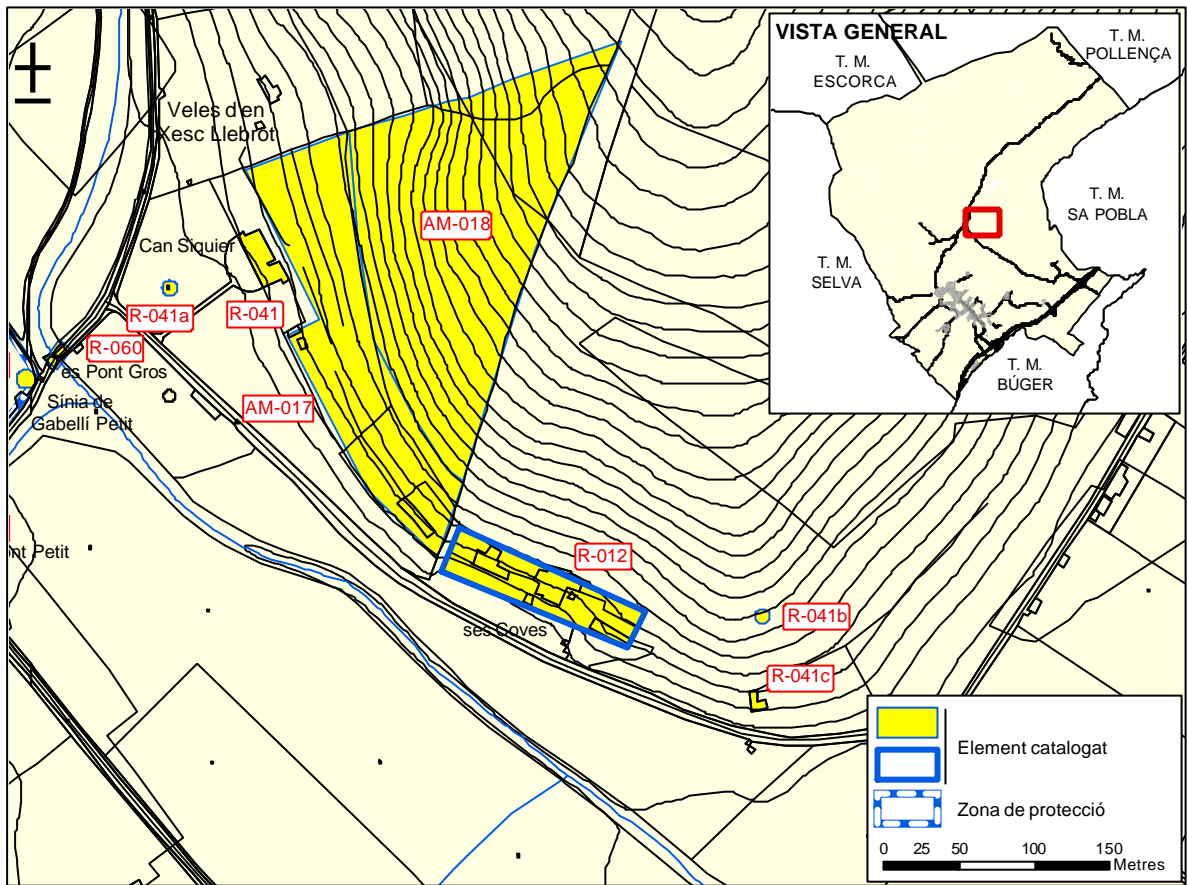 VISTA GENERAL
T. M.
POLLENÇA
T. M.
ESCORCA
T. M.
SA POBLA
T. M.
SELVA
T. M.
BÚGER
Veles d'en
Xesc Llebrot
AM-018
Can Siquier
R-041a
R-041
R-060
es Pont Gros
Sínia de
Gabellí Petit
AM-017
nt Petit
R-012
ses Coves
R-041b
R-041c
Element catalogat
Zona de protecció
0 25 50 100 150
Metres